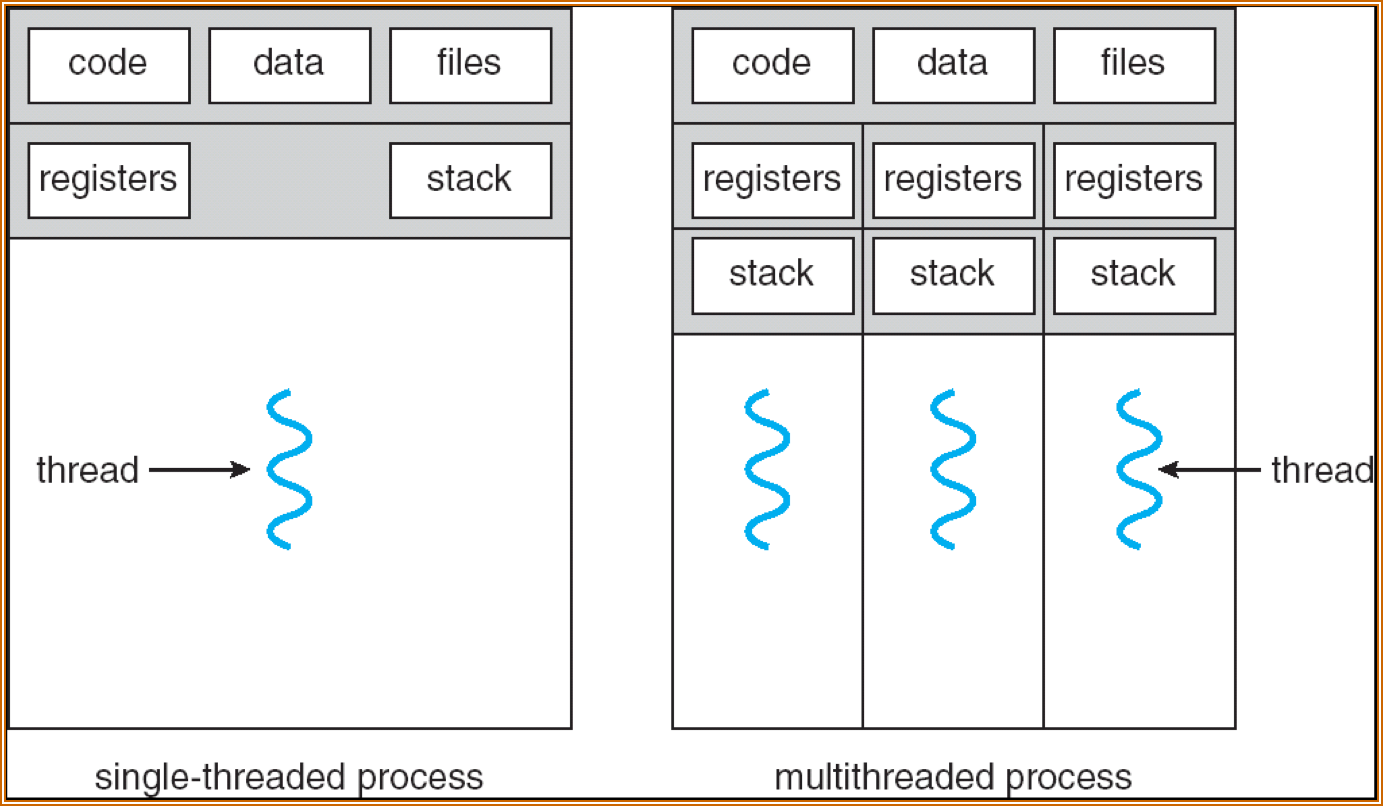 code data files
registers stack
thread
single-threaded process
code data files
registers registers registers
stack stack stack
thread
multithreaded process